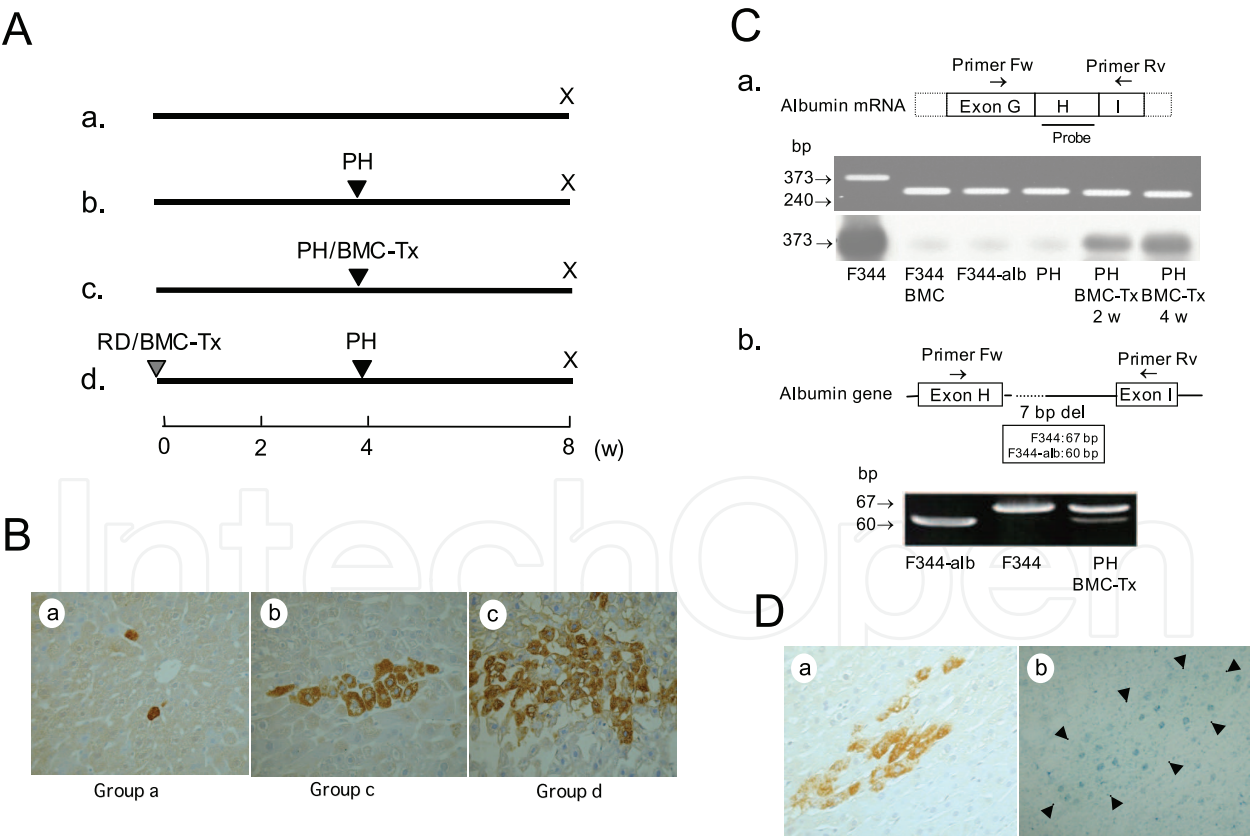 A
a.
X
b.
PH
X
c.
PH/BMC-Tx
X
RD/BMC-Tx
d.
PH
X
0 2 4 8 (w)
B
a b c
Group a Group c Group d
C
a.
Primer Fw Primer Rv
Albumin mRNA Exon G H I
Probe
bp
373→
240→
373→
F344 F344 BMC F344-alb PH PH BMC-Tx 2 w PH BMC-Tx 4 w
b.
Primer Fw Primer Rv
Albumin gene Exon H Exon I
7 bp del
F344: 67 bp
F344-alb: 60 bp
bp
67→
60→
F344-alb F344 PH BMC-Tx
D
a b
IntechOpen